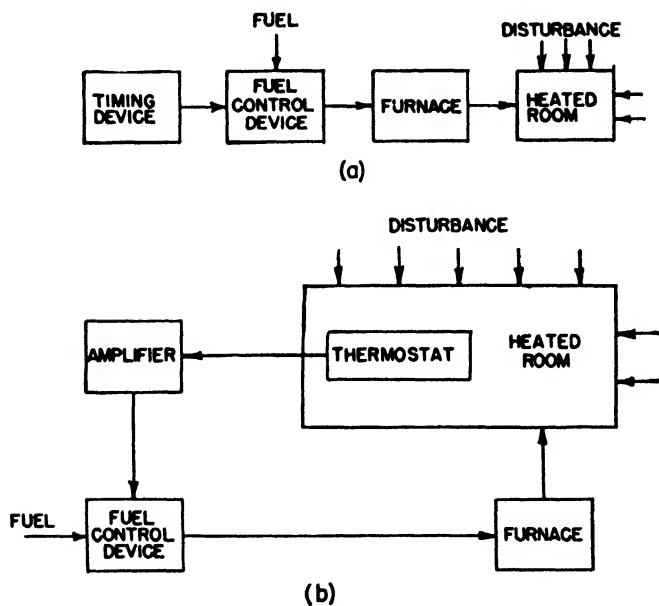 FUEL
DISTURBANCE
TIMING
DEVICE
FUEL
CONTROL
DEVICE
FURNACE
HEATED
ROOM
(a)
DISTURBANCE
AMPLIFIER
THERMOSTAT
HEATED
ROOM
FUEL
FUEL
CONTROL
DEVICE
FURNACE
(b)